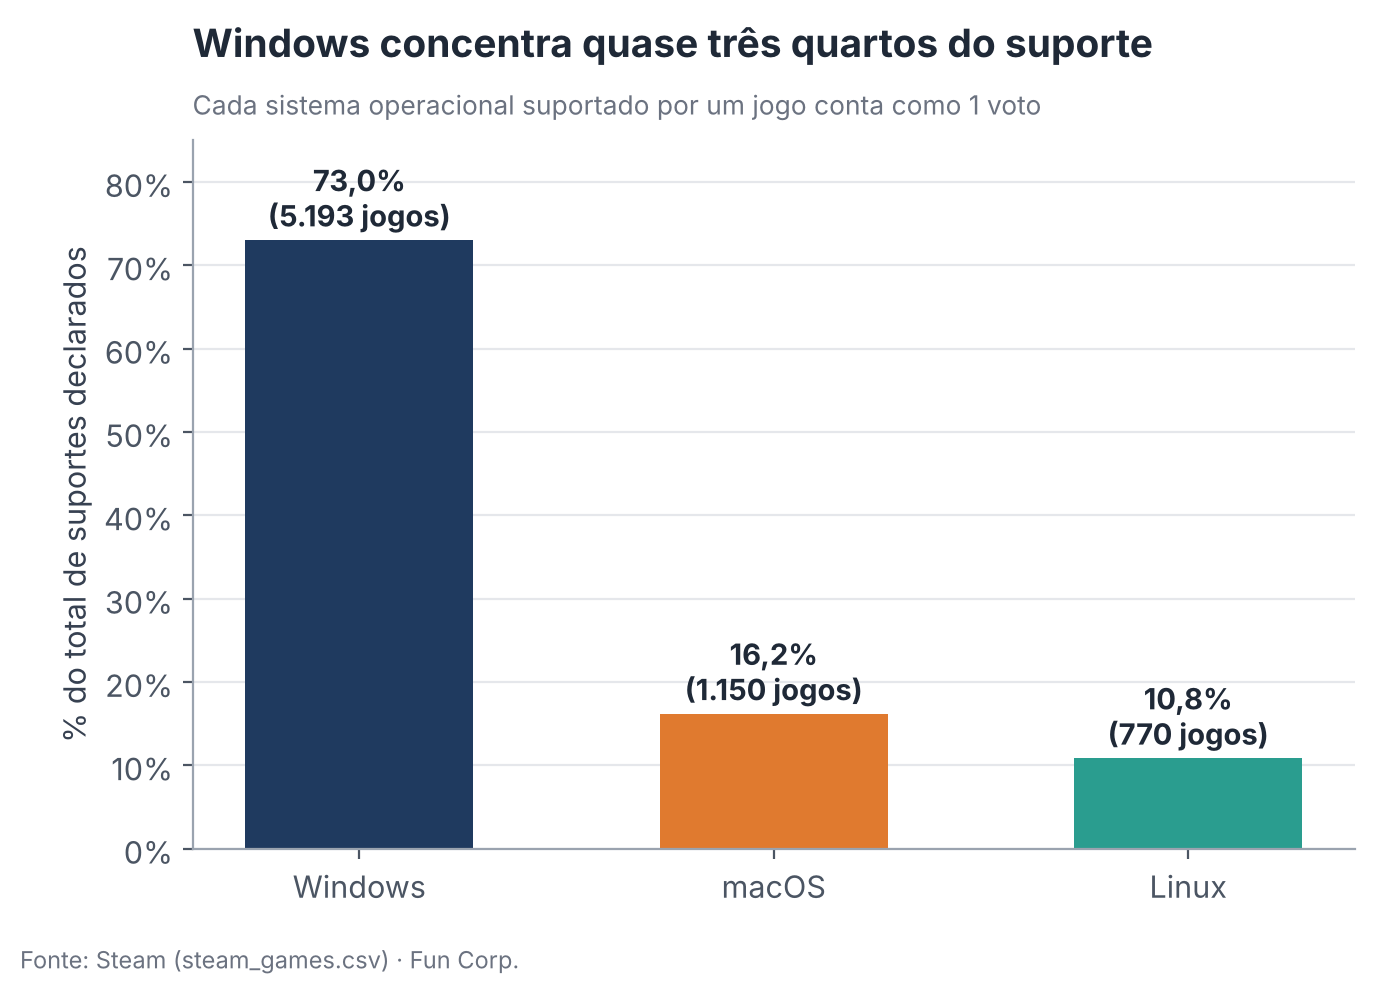 Windows concentra quase três quartos do suporte
Cada sistema operacional suportado por um jogo conta como 1 voto
% do total de suportes declarados
80%
70%
60%
50%
40%
30%
20%
10%
0%
73,0%
(5.193 jogos)
16,2%
(1.150 jogos)
10,8%
(770 jogos)
Windows
macOS
Linux
Fonte: Steam (steam_games.csv) · Fun Corp.